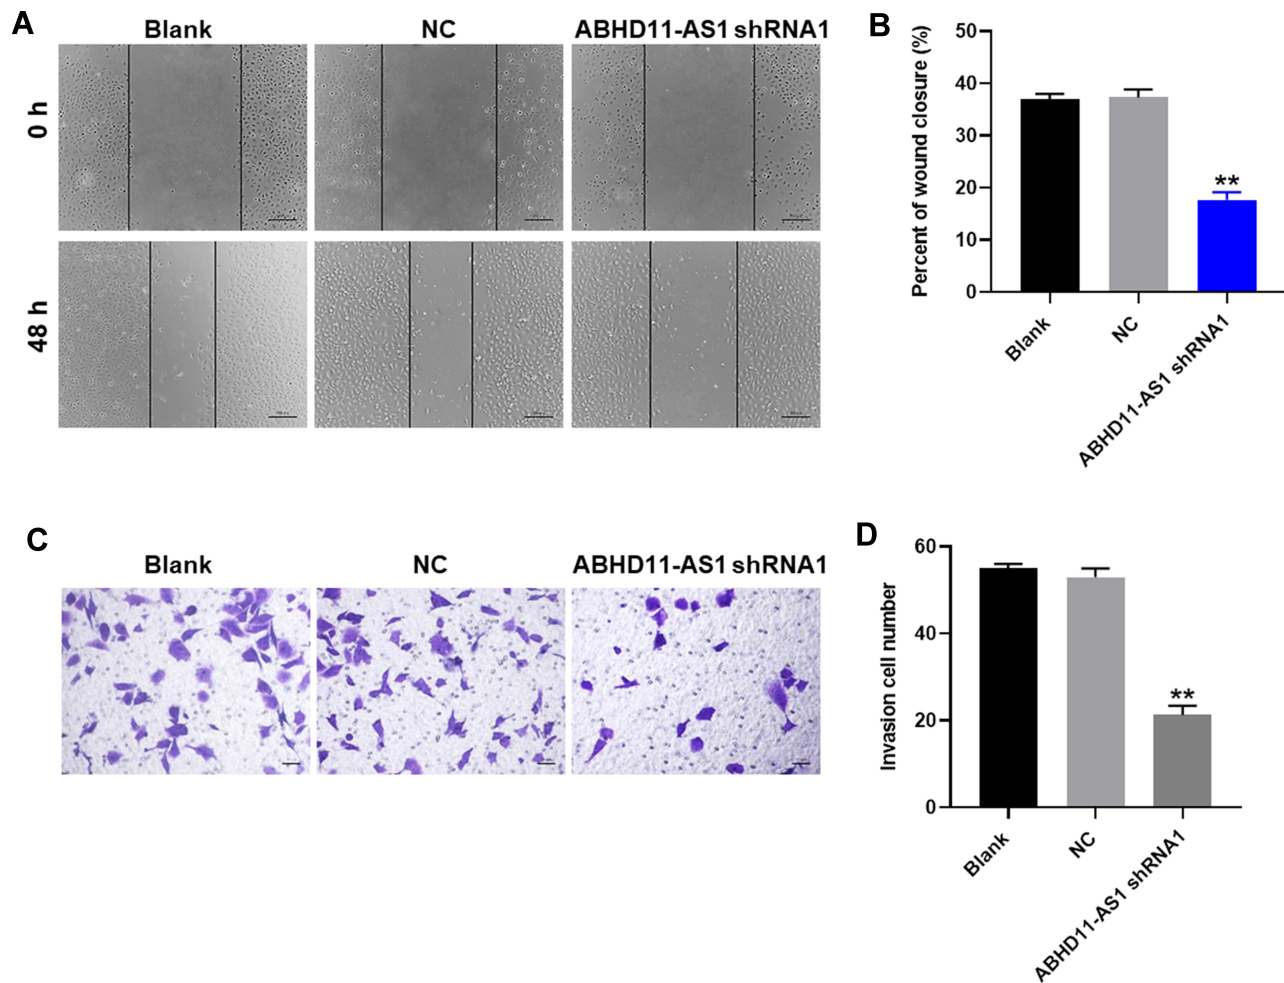 A
Blank
NC
ABHD11-AS1 shRNA1
0 h
48 h
B
Percent of wound closure (%)
50
40
30
20
10
0
**
Blank
NC
ABHD11-AS1 shRNA1
C
Blank
NC
ABHD11-AS1 shRNA1
D
Invasion cell number
60
40
20
0
**
Blank
NC
ABHD11-AS1 shRNA1